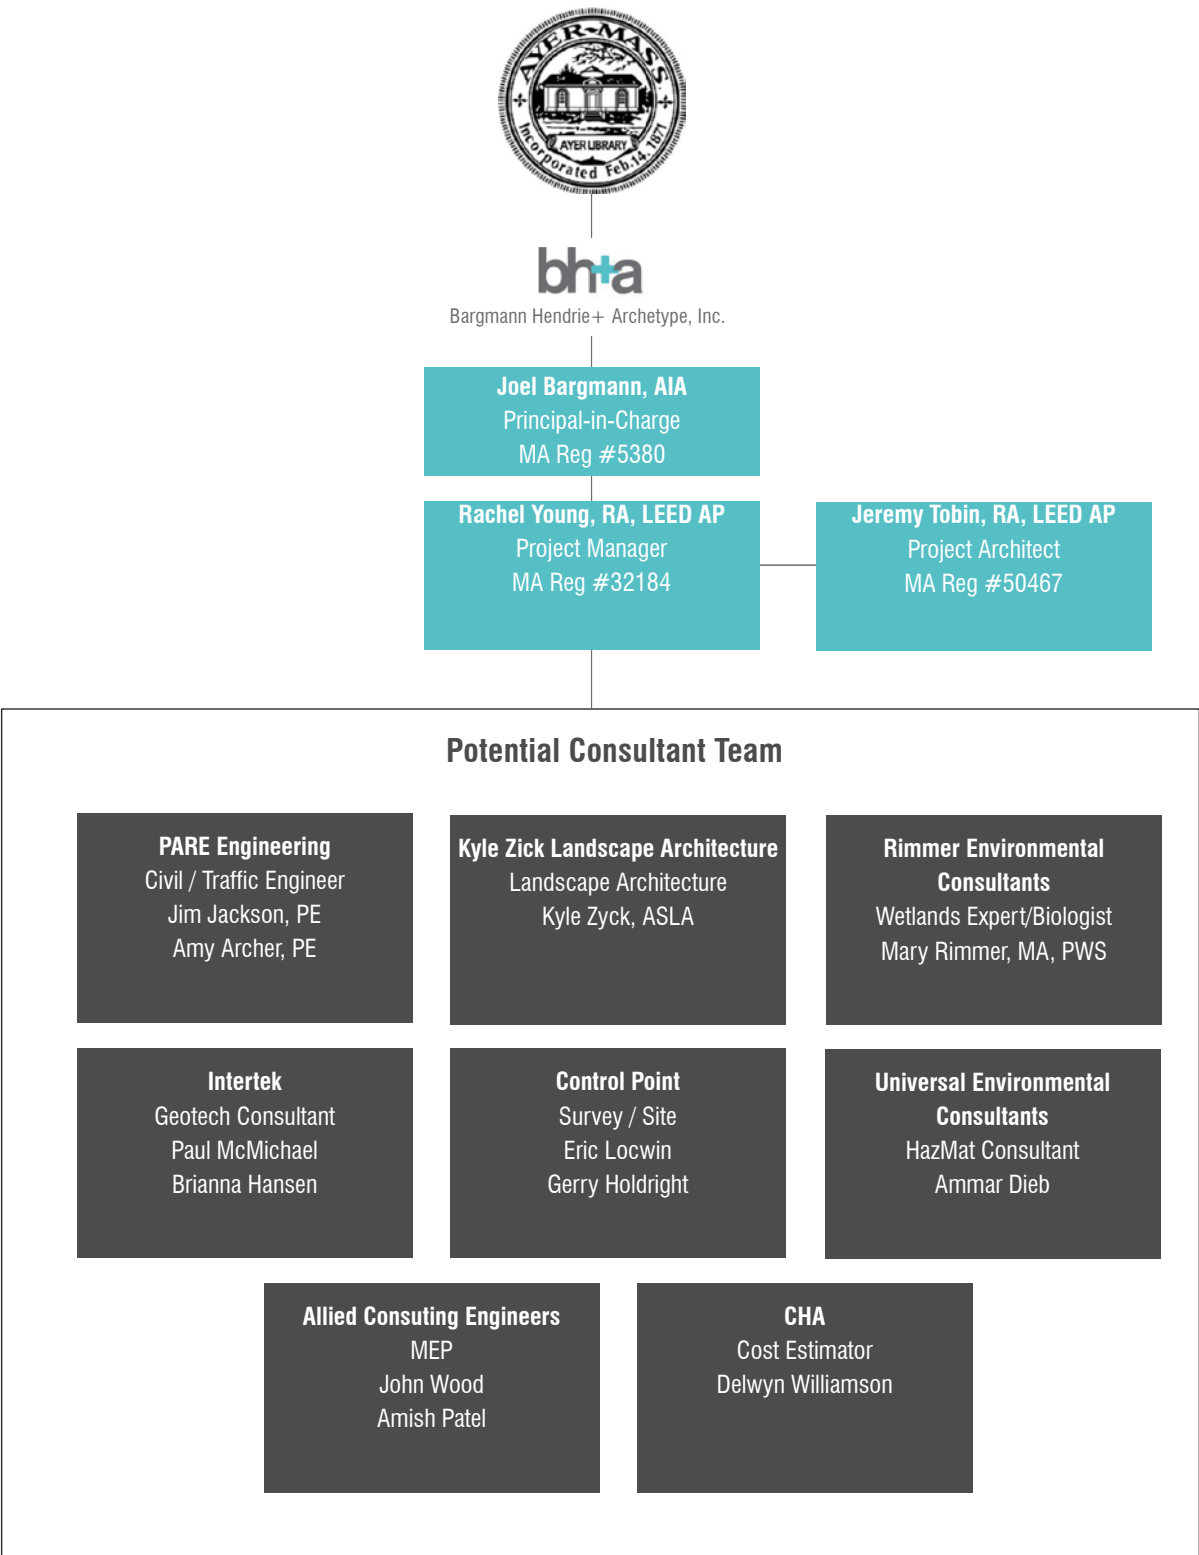 AYER-MASS.
AYER LIBRARY
Incorporated Feb.14,1871
bh+a
Bargmann Hendrie+ Archetype, Inc.
Joel Bargmann, AIA
Principal-in-Charge
MA Reg #5380
Rachel Young, RA, LEED AP
Project Manager
MA Reg #32184
Jeremy Tobin, RA, LEED AP
Project Architect
MA Reg #50467
Potential Consultant Team
PARE Engineering
Civil / Traffic Engineer
Jim Jackson, PE
Amy Archer, PE
Kyle Zick Landscape Architecture
Landscape Architecture
Kyle Zyck, ASLA
Rimmer Environmental
Consultants
Wetlands Expert/Biologist
Mary Rimmer, MA, PWS
Intertek
Geotech Consultant
Paul McMichael
Brianna Hansen
Control Point
Survey / Site
Eric Locwin
Gerry Holdright
Universal Environmental
Consultants
HazMat Consultant
Ammar Dieb
Allied Consuting Engineers
MEP
John Wood
Amish Patel
CHA
Cost Estimator
Delwyn Williamson